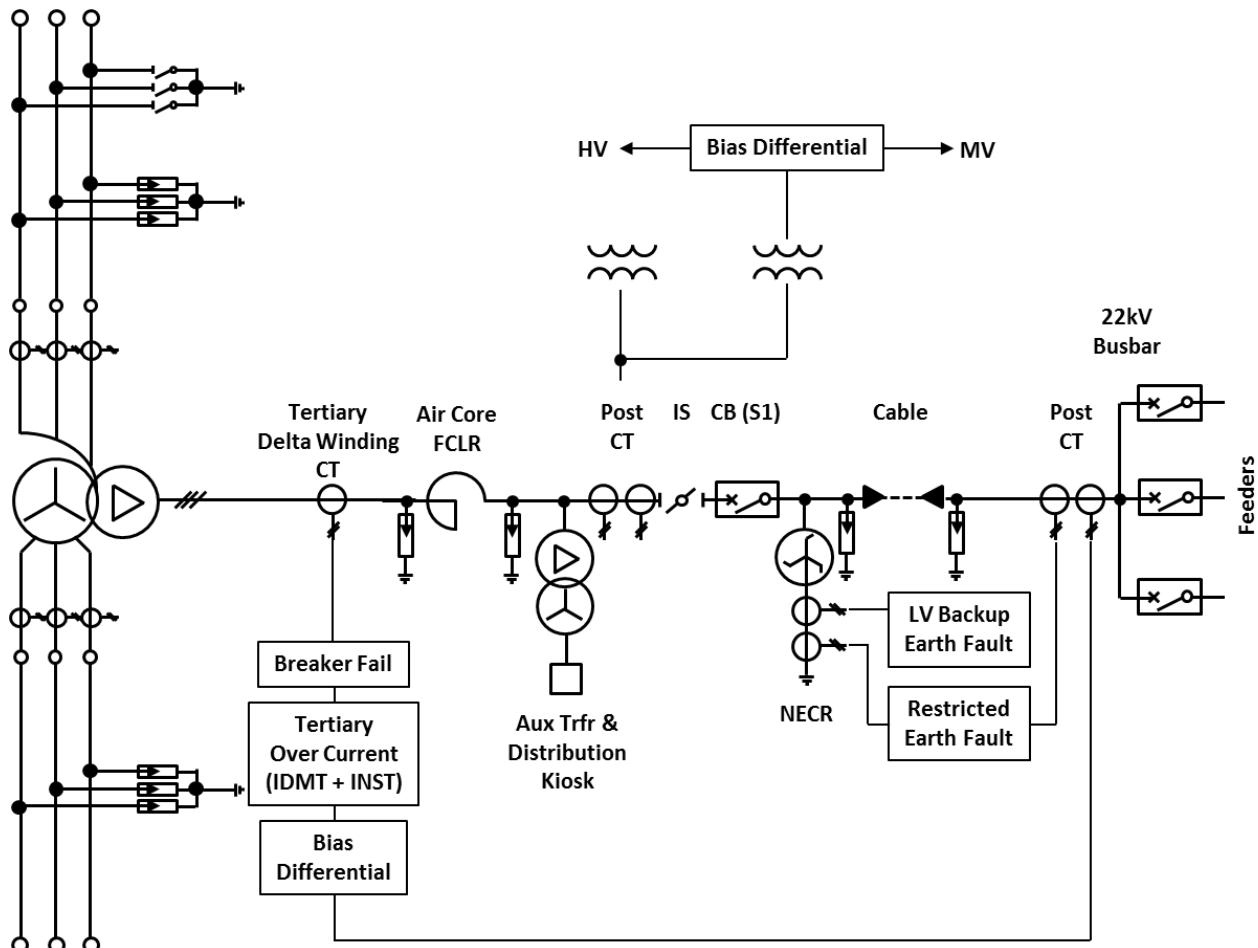 HV
Bias Differential
MV
22kV
Busbar
Tertiary
Delta Winding
CT
Air Core
FCLR
Post
CT
IS
CB (S1)
Cable
Post
CT
Feeders
Breaker Fail
Tertiary
Over Current
(IDMT + INST)
Bias
Differential
Aux Trfr &
Distribution
Kiosk
NECR
LV Backup
Earth Fault
Restricted
Earth Fault